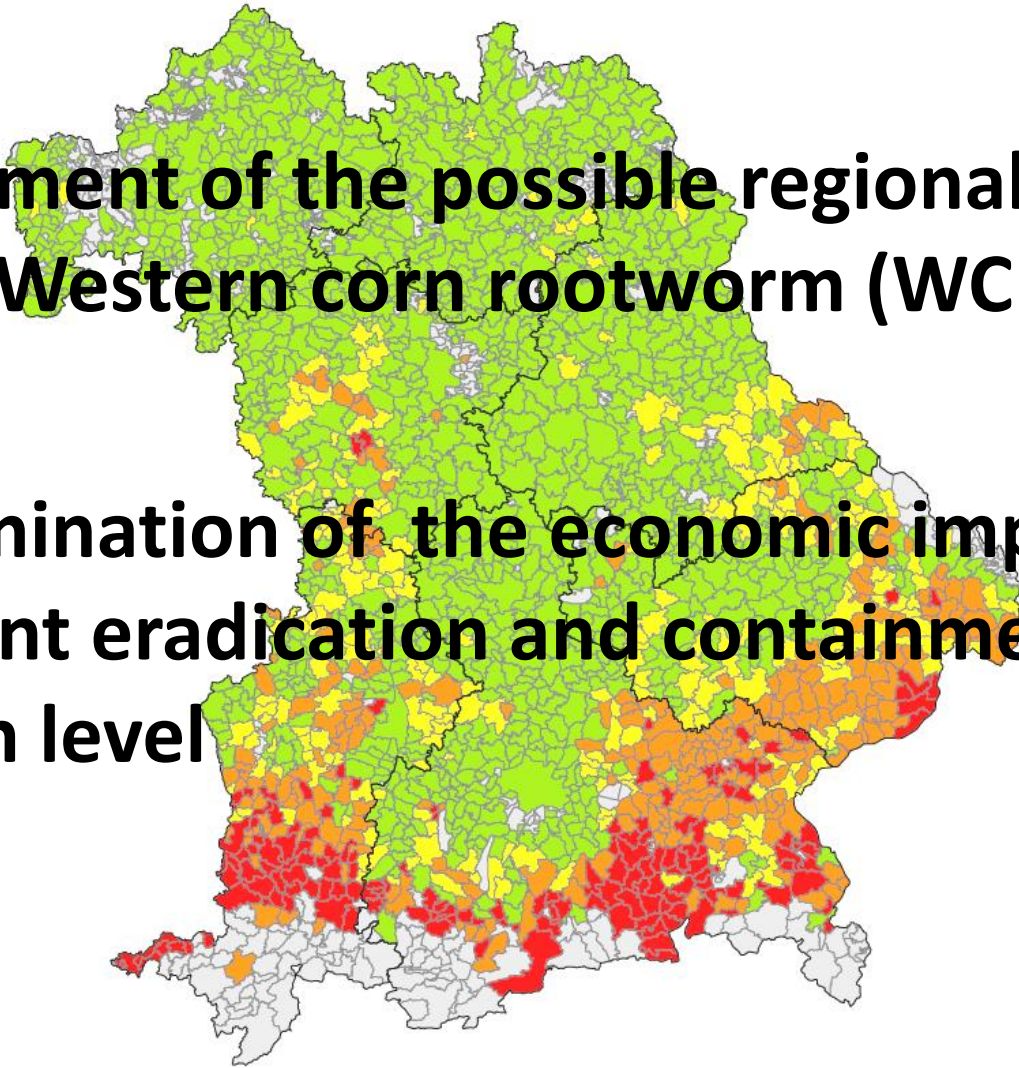 ment of the possible regional
Western corn rootworm (WC
mination of the economic imp
nt eradication and containme
level